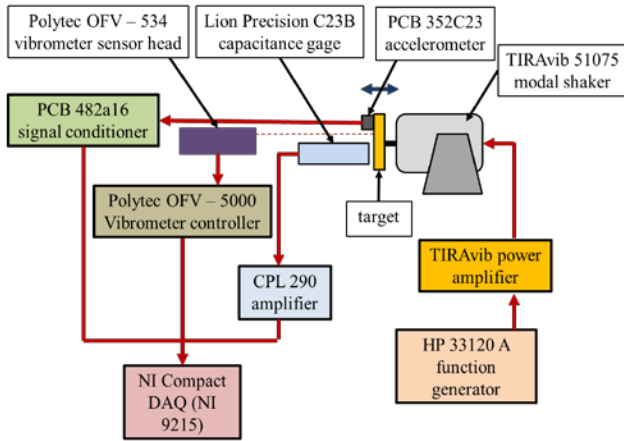 Polytec OFV – 534
vibrometer sensor head
Lion Precision C23B
capacitance gage
PCB 352C23
accelerometer
TIRAvib 51075
modal shaker
PCB 482a16
signal conditioner
Polytec OFV – 5000
Vibrometer controller
target
CPL 290
amplifier
TIRAvib power
amplifier
NI Compact
DAQ (NI
9215)
HP 33120 A
function
generator